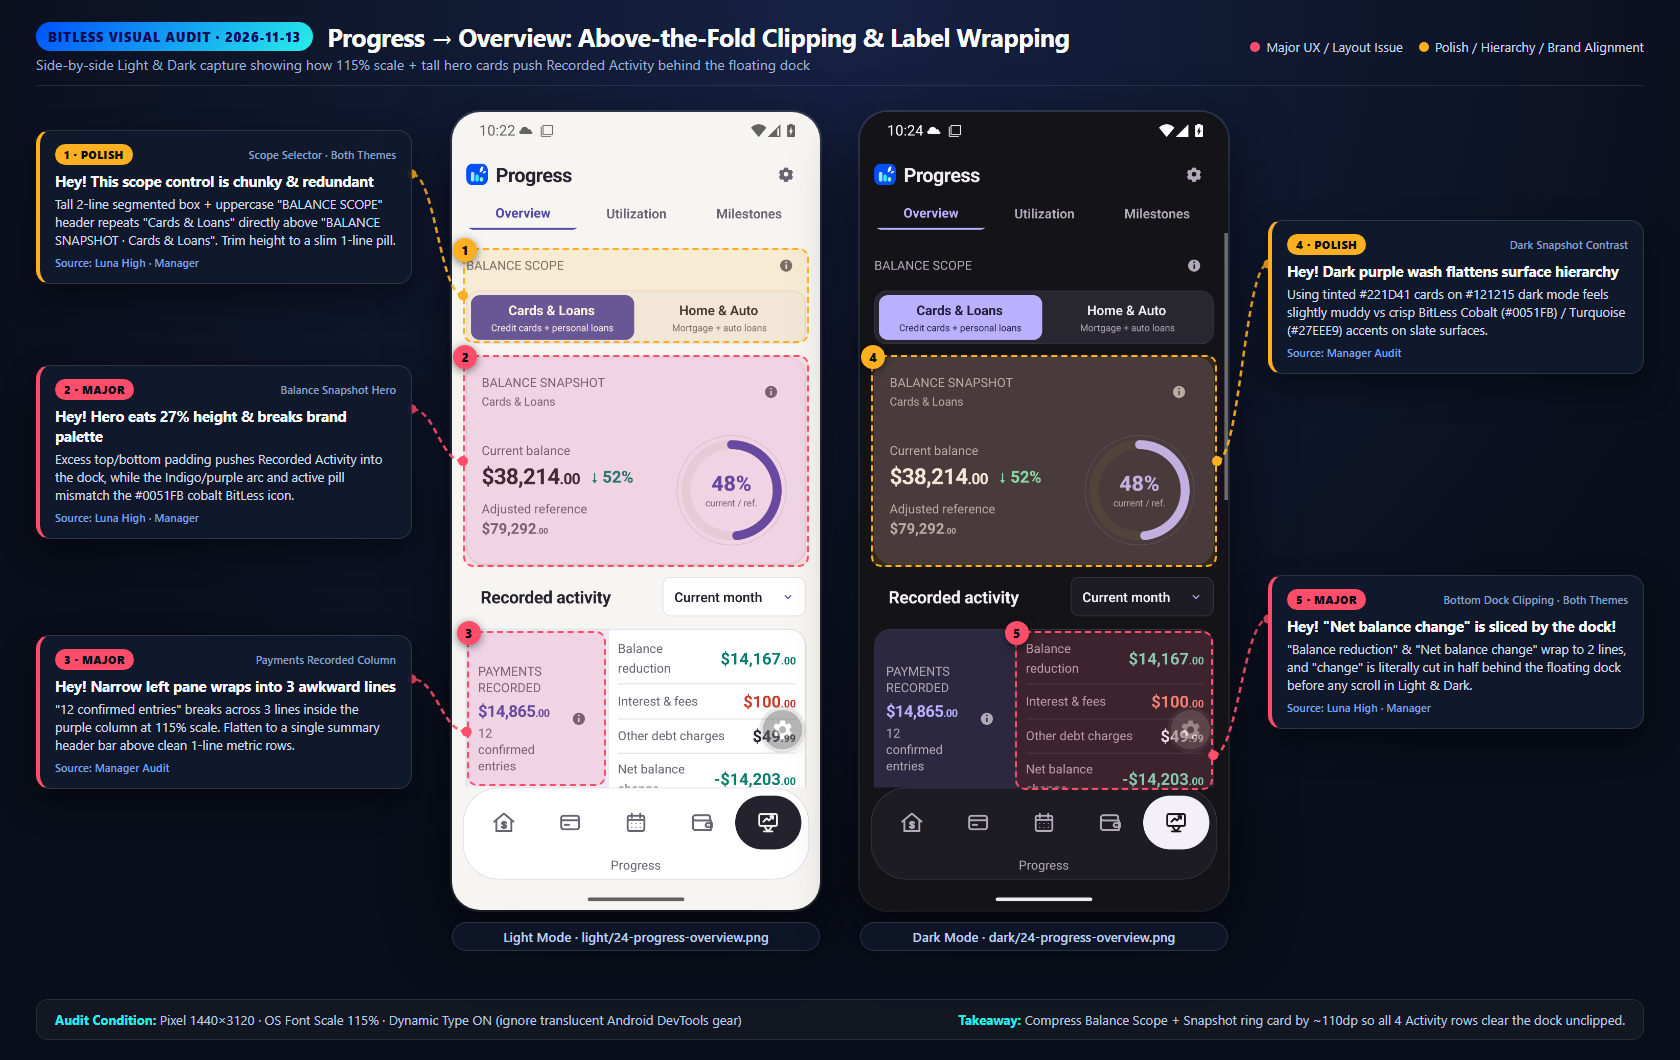 BITLESS VISUAL AUDIT · 2026-11-13
Progress → Overview: Above-the-Fold Clipping & Label Wrapping
Side-by-side Light & Dark capture showing how 115% scale + tall hero cards push Recorded Activity behind the floating dock
Major UX / Layout Issue
Polish / Hierarchy / Brand Alignment
1 · POLISH
Scope Selector · Both Themes
Hey! This scope control is chunky & redundant
Tall 2-line segmented box + uppercase "BALANCE SCOPE"
header repeats "Cards & Loans" directly above "BALANCE
SNAPSHOT · Cards & Loans". Trim height to a slim 1-line pill.
Source: Luna High · Manager
2 · MAJOR
Balance Snapshot Hero
Hey! Hero eats 27% height & breaks brand
palette
Excess top/bottom padding pushes Recorded Activity into
the dock, while the Indigo/purple arc and active pill
mismatch the #0051FB cobalt BitLess icon.
Source: Luna High · Manager
3 · MAJOR
Payments Recorded Column
Hey! Narrow left pane wraps into 3 awkward lines
"12 confirmed entries" breaks across 3 lines inside the
purple column at 115% scale. Flatten to a single summary
header bar above clean 1-line metric rows.
Source: Manager Audit
10:22
Progress
Overview
Utilization
Milestones
1
BALANCE SCOPE
Cards & Loans
Credit cards + personal loans
Home & Auto
Mortgage + auto loans
2
BALANCE SNAPSHOT
Cards & Loans
Current balance
$38,214.00 ↓ 52%
Adjusted reference
$79,292.00
48%
current / ref.
Recorded activity
Current month
3
PAYMENTS
RECORDED
$14,865.00
12
confirmed
entries
Balance
reduction
$14,167.00
Interest & fees
$100.00
Other debt charges
$49.99
Net balance
change
-$14,203.00
Progress
Light Mode · light/24-progress-overview.png
10:24
Progress
Overview
Utilization
Milestones
BALANCE SCOPE
Cards & Loans
Credit cards + personal loans
Home & Auto
Mortgage + auto loans
4
BALANCE SNAPSHOT
Cards & Loans
Current balance
$38,214.00 ↓ 52%
Adjusted reference
$79,292.00
48%
current / ref.
Recorded activity
Current month
PAYMENTS
RECORDED
$14,865.00
12
confirmed
entries
5
Balance
reduction
$14,167.00
Interest & fees
$100.00
Other debt charges
$49.99
Net balance
change
-$14,203.00
Progress
Dark Mode · dark/24-progress-overview.png
4 · POLISH
Dark Snapshot Contrast
Hey! Dark purple wash flattens surface hierarchy
Using tinted #221D41 cards on #121215 dark mode feels
slightly muddy vs crisp BitLess Cobalt (#0051FB) / Turquoise
(#27EEE9) accents on slate surfaces.
Source: Manager Audit
5 · MAJOR
Bottom Dock Clipping · Both Themes
Hey! "Net balance change" is sliced by the dock!
"Balance reduction" & "Net balance change" wrap to 2 lines,
and "change" is literally cut in half behind the floating dock
before any scroll in Light & Dark.
Source: Luna High · Manager
Audit Condition: Pixel 1440×3120 · OS Font Scale 115% · Dynamic Type ON (ignore translucent Android DevTools gear)
Takeaway: Compress Balance Scope + Snapshot ring card by ~110dp so all 4 Activity rows clear the dock unclipped.